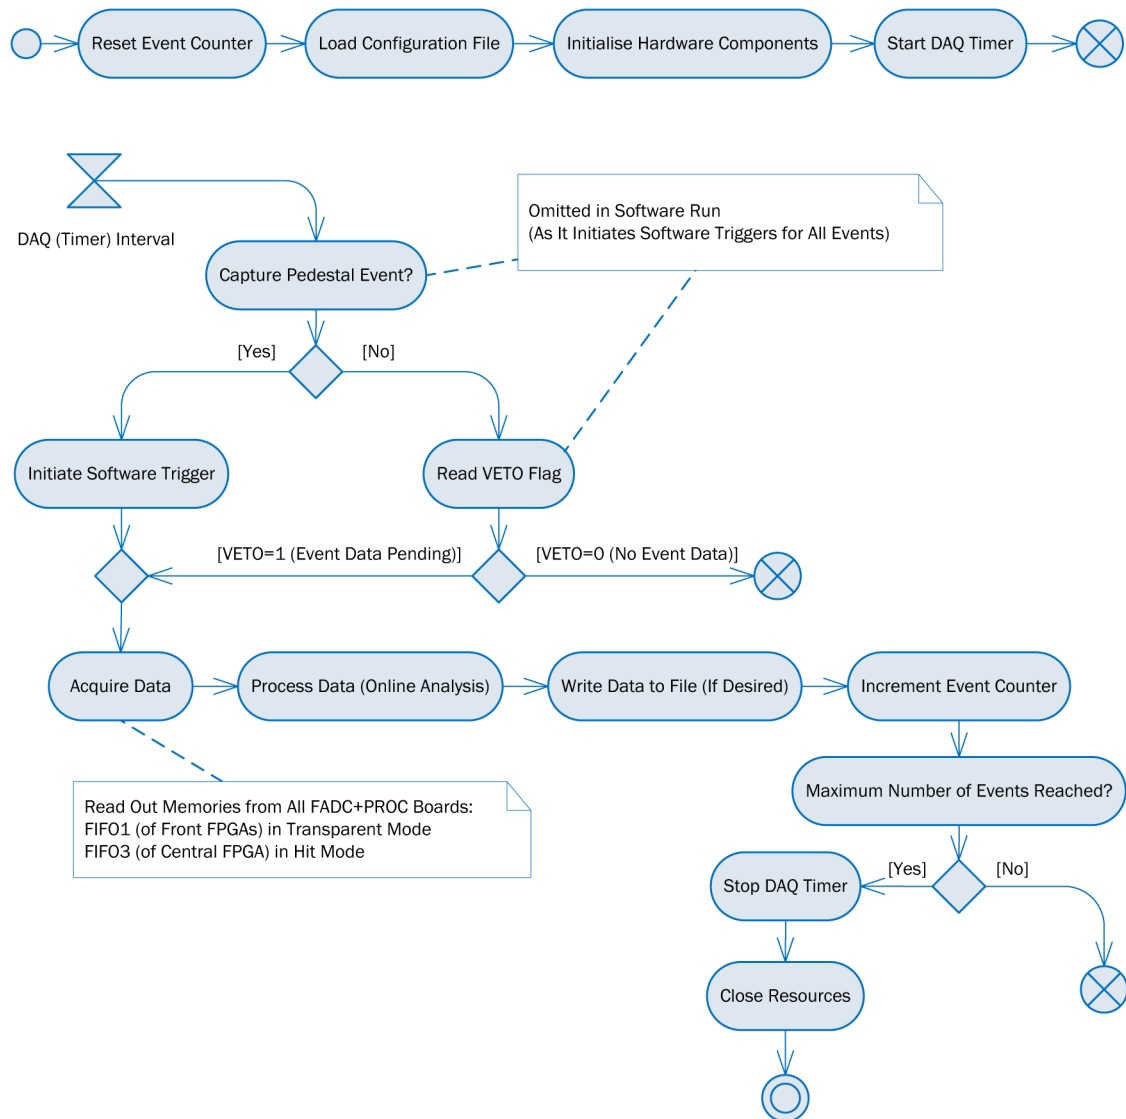 Reset Event Counter
Load Configuration File
Initialise Hardware Components
Start DAQ Timer
DAQ (Timer) Interval
Omitted in Software Run
(As It Initiates Software Triggers for All Events)
Capture Pedestal Event?
[Yes]
[No]
Initiate Software Trigger
Read VETO Flag
[VETO=1 (Event Data Pending)]
[VETO=0 (No Event Data)]
Acquire Data
Process Data (Online Analysis)
Write Data to File (If Desired)
Increment Event Counter
Maximum Number of Events Reached?
Read Out Memories from All FADC+PROC Boards:
FIFO1 (of Front FPGAs) in Transparent Mode
FIFO3 (of Central FPGA) in Hit Mode
[Yes]
[No]
Stop DAQ Timer
Close Resources